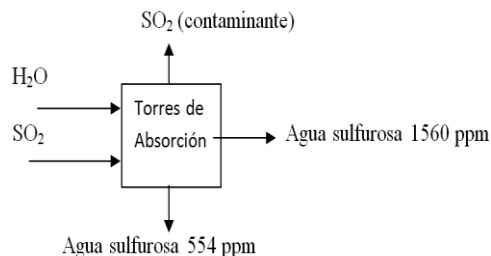 SO₂ (contaminante)
H₂O
SO₂
Torres de
Absorción
Agua sulfurosa 1560 ppm
Agua sulfurosa 554 ppm